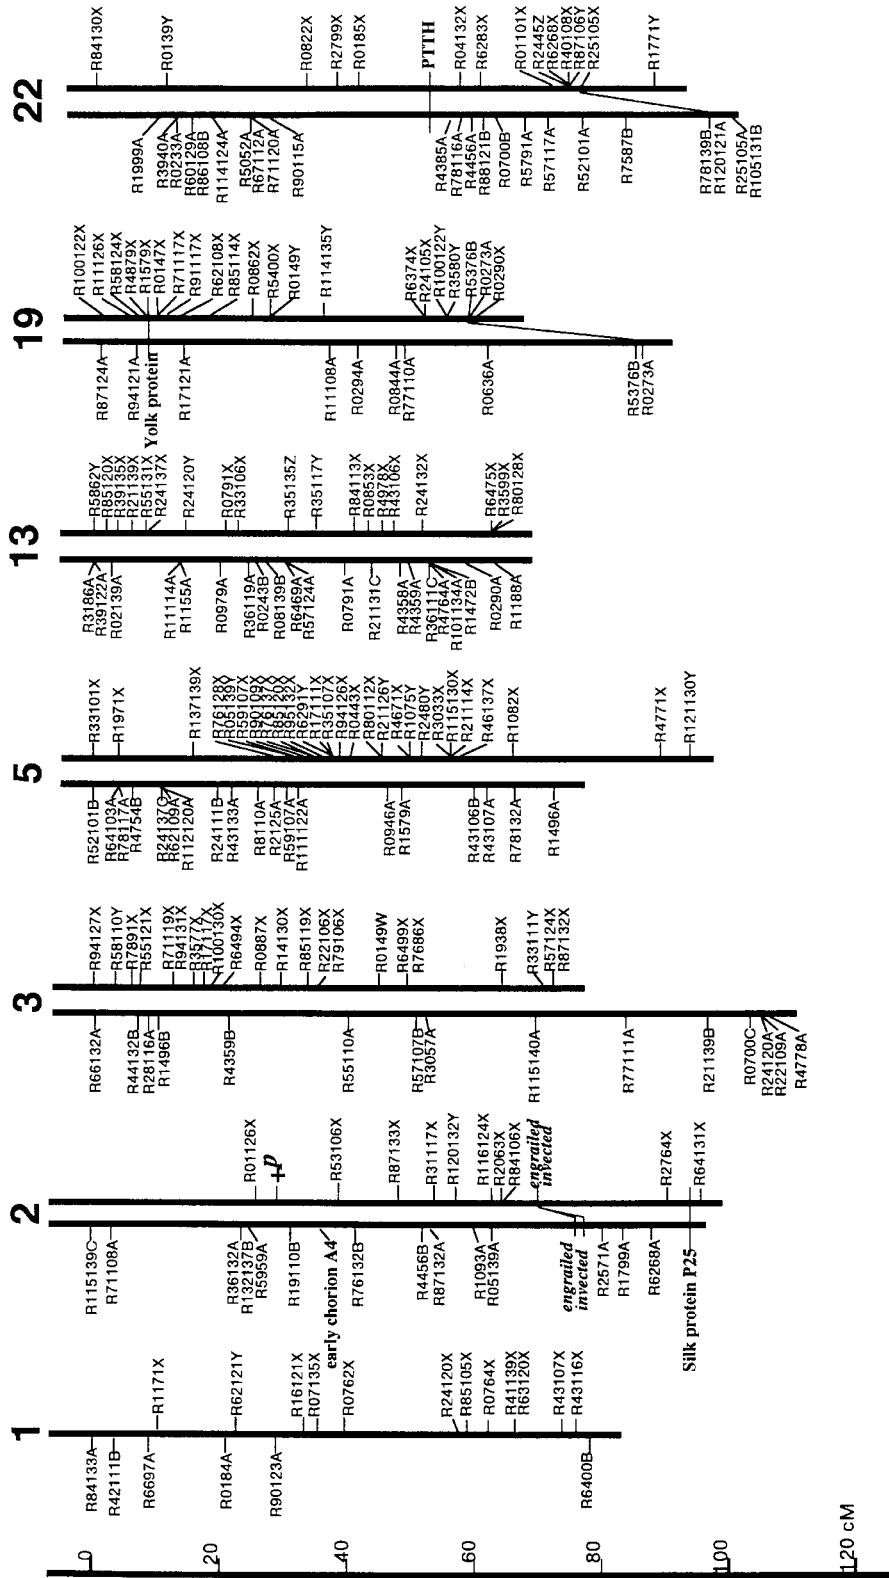 1
R84133A
R42111B
R6697A
R0184A
R90123A
R6400B
R1171X
R62121Y
R16121X
R07135X
R0762X
R24120X
R85105X
R0764X
R41139X
R63120X
R43107X
R43116X
2
R115139C
R71108A
R36132A
R132137B
R5959A
R19110B
early chorion A4
R76132B
R4456B
R87132A
R1093A
R05139A
engrailed
invected
R2571A
R1799A
R6268A
Silk protein P25
R01126X
+p
R53106X
R87133X
R31117X
R120132Y
R116124X
R2063X
R84106X
engrailed
invected
R2764X
R64131X
3
R66132A
R44132B
R28116A
R1496B
R4359B
R55110A
R57107B
R3057A
R115140A
R77111A
R21139B
R0700C
R24120A
R22109A
R4778A
R94127X
R58110Y
R7891X
R55121X
R71119X
R94131X
R3577X
R17117X
R100130X
R6494X
R0887X
R14130X
R85119X
R22106X
R79106X
R0149W
R6499X
R7686X
R1938X
R33111Y
R57124X
R87132X
5
R52101B
R64103A
R78117A
R4754B
R24137C
R62109A
R112120A
R24111B
R43133A
R8110A
R2125A
R59107A
R111122A
R0946A
R1579A
R43106B
R43107A
R78132A
R1496A
R33101X
R1971X
R137139X
R76128X
R05139Y
R59107X
R90109X
R76137X
R85120X
R95132X
R6291Y
R17111X
R35107X
R94126X
R0443X
R80112X
R21126Y
R4671X
R1075Y
R2480Y
R3033X
R115130X
R21114X
R46137X
R1082X
R4771X
R121130Y
13
R3186A
R39122A
R02139A
R11114A
R1155A
R0979A
R36119A
R0243B
R08139B
R6469A
R57124A
R0791A
R21131C
R4358A
R4359A
R36111C
R4764A
R101134A
R1472B
R0290A
R1188A
R5862Y
R85120X
R39135X
R21139X
R55131X
R24137X
R24120Y
R0791X
R33106X
R35135Z
R35117Y
R84113X
R0853X
R4978X
R43106X
R24132X
R6475X
R3599X
R80128X
19
R87124A
R94121A
Yolk protein
R17121A
R11108A
R0294A
R0844A
R77110A
R0636A
R5376B
R0273A
R100122X
R11126X
R58124X
R4879X
R1579X
R0147X
R71117X
R91117X
R62108X
R85114X
R0862X
R5400X
R0149Y
R114135Y
R6374X
R24105X
R100122Y
R3580Y
R5376B
R0273A
R0290X
22
R1999A
R3940A
R0233A
R60129A
R86108B
R114124A
R5052A
R67112A
R71120A
R90115A
R4385A
R78116A
R4456A
R88121B
R0700B
R5791A
R57117A
R52101A
R7587B
R78139B
R120121A
R25105A
R105131B
R84130X
R0139Y
R0822X
R2799X
R0185X
PTTH
R04132X
R6283X
R01101X
R2445Z
R6268X
R40108X
R87106Y
R25105X
R1771Y
0
20
40
60
80
100
120 cM